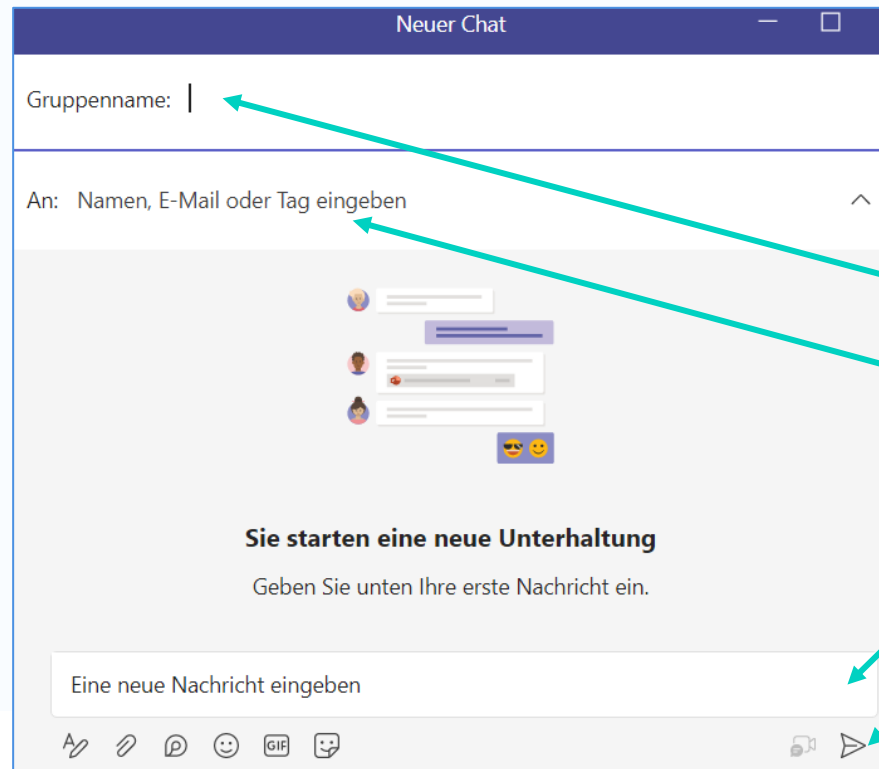 Neuer Chat
Gruppenname:
An: Namen, E-Mail oder Tag eingeben
Sie starten eine neue Unterhaltung
Geben Sie unten Ihre erste Nachricht ein.
Eine neue Nachricht eingeben
GIF